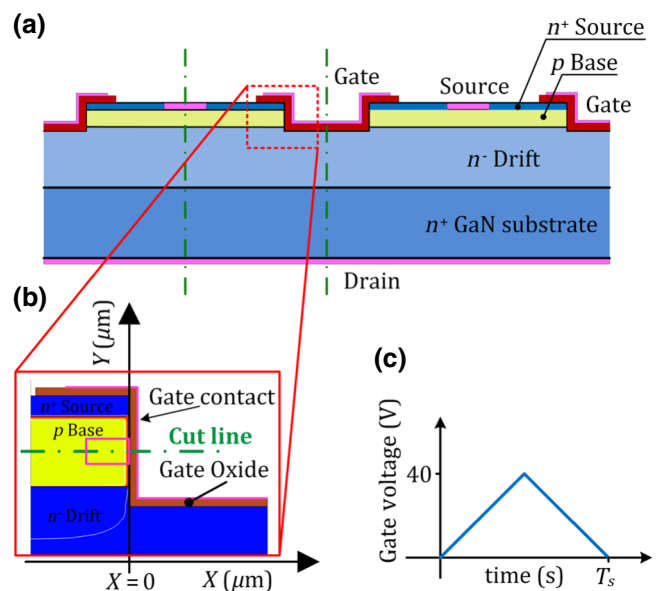 (a)
n+ Source
p Base
Gate
Source
Gate
n- Drift
n+ GaN substrate
Drain
(b)
Y (μm)
n+ Source
Gate contact
p Base
Cut line
Gate Oxide
n- Drift
X = 0
X (μm)
(c)
Gate voltage (V)
40
time (s)
Ts